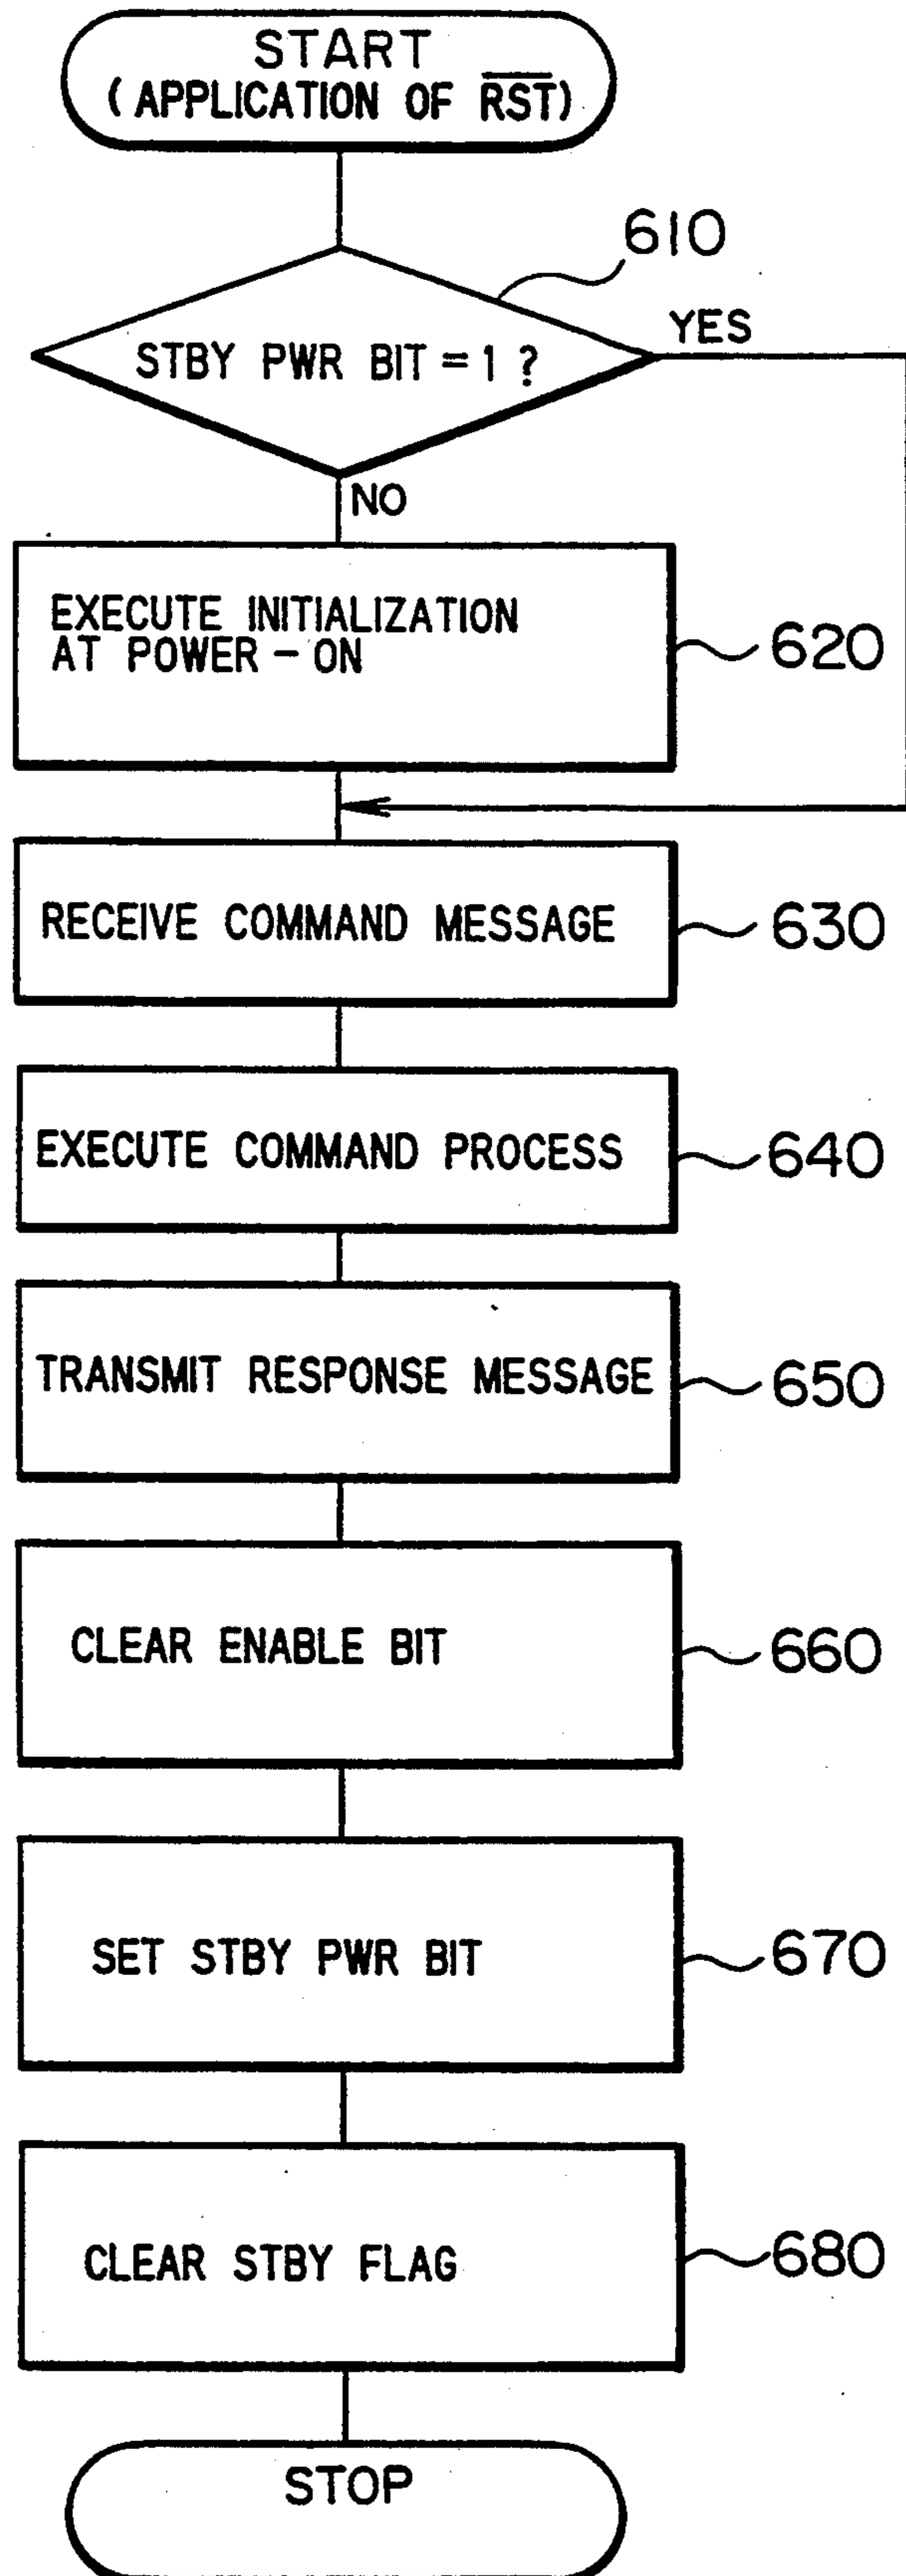 START
(APPLICATION OF R̅S̅T̅)
610
STBY PWR BIT = 1 ?
YES
NO
EXECUTE INITIALIZATION
AT POWER - ON
620
RECEIVE COMMAND MESSAGE
630
EXECUTE COMMAND PROCESS
640
TRANSMIT RESPONSE MESSAGE
650
CLEAR ENABLE BIT
660
SET STBY PWR BIT
670
CLEAR STBY FLAG
680
STOP